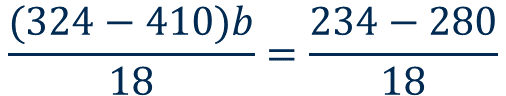 (324 − 410)b / 18 = 234 − 280 / 18